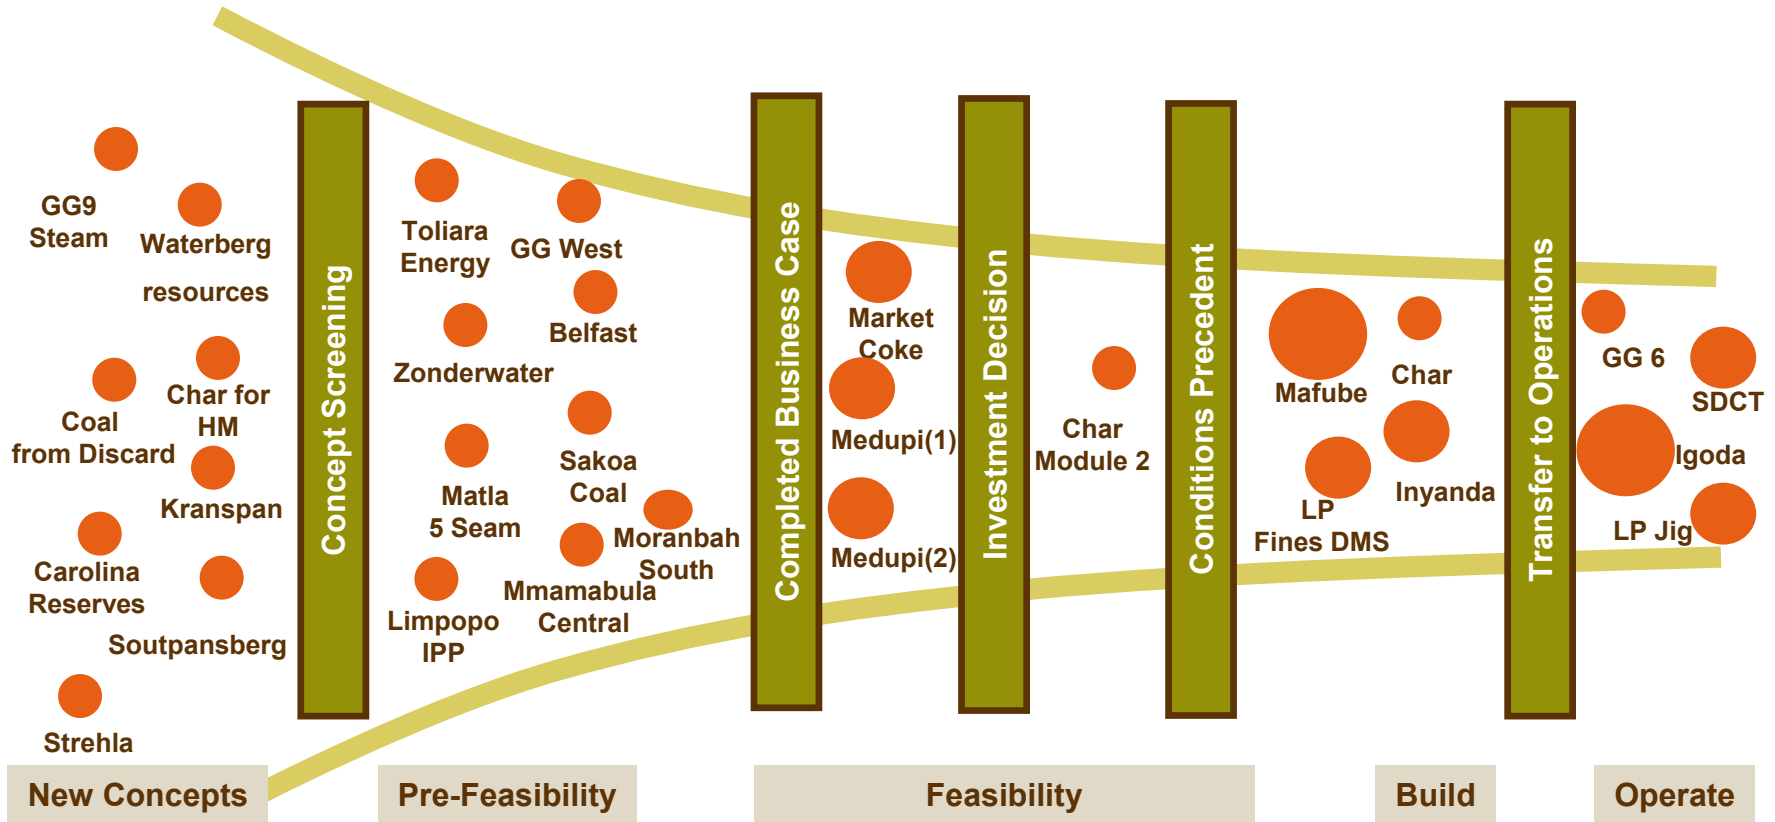 GG9
Steam
Waterberg
resources
Coal
from Discard
Char for
HM
Kranspan
Carolina
Reserves
Soutpansberg
Strehla
Concept Screening
Toliara
Energy
GG West
Belfast
Zonderwater
Matla
5 Seam
Sakoa
Coal
Moranbah
South
Limpopo
IPP
Mmamabula
Central
Completed Business Case
Market
Coke
Medupi(1)
Medupi(2)
Investment Decision
Char
Module 2
Conditions Precedent
Mafube
Char
LP
Fines DMS
Inyanda
Transfer to Operations
GG 6
SDCT
Igoda
LP Jig
New Concepts
Pre-Feasibility
Feasibility
Build
Operate